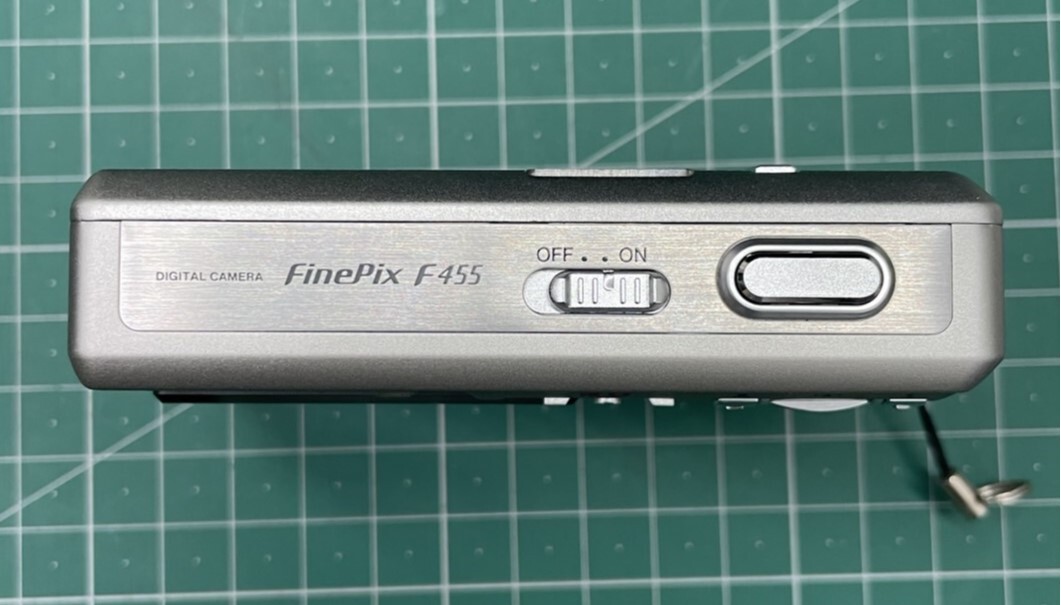 OFF . . ON
DIGITAL CAMERA FinePix F455